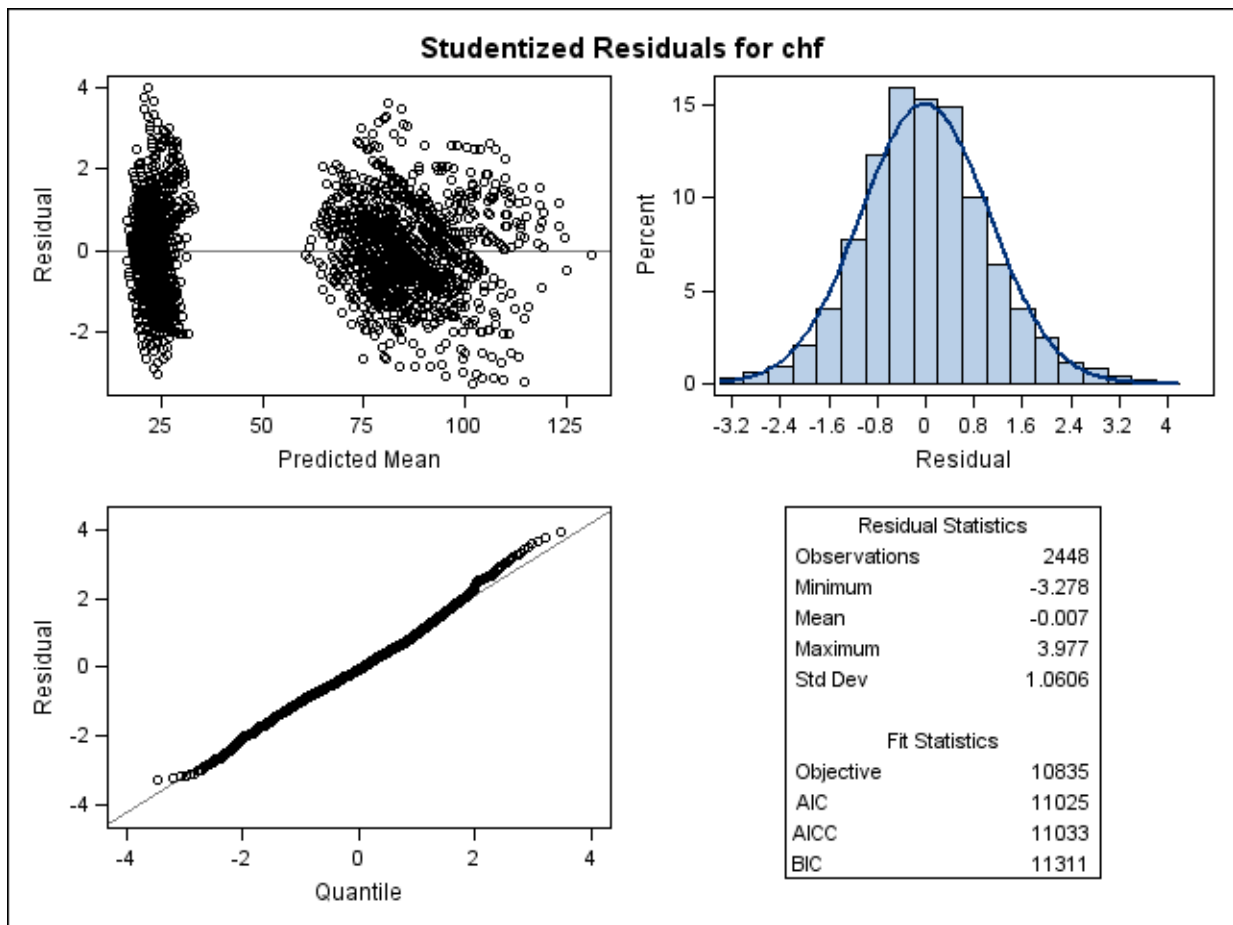 Studentized Residuals for chf
Residual
4
2
0
-2
25 50 75 100 125
Predicted Mean
Percent
15
10
5
0
-3.2 -2.4 -1.6 -0.8 0 0.8 1.6 2.4 3.2 4
Residual
Residual
4
2
0
-2
-4
-4 -2 0 2 4
Quantile
Residual Statistics
Observations 2448
Minimum -3.278
Mean -0.007
Maximum 3.977
Std Dev 1.0606
Fit Statistics
Objective 10835
AIC 11025
AICC 11033
BIC 11311